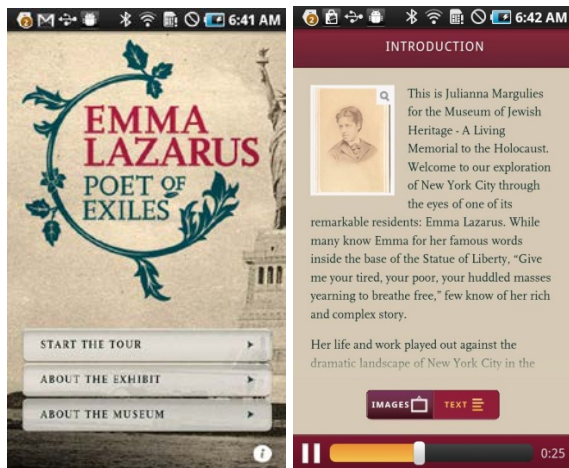 6:41 AM
EMMA
LAZARUS
POET OF
EXILES
START THE TOUR
ABOUT THE EXHIBIT
ABOUT THE MUSEUM
i
2
6:42 AM
INTRODUCTION
This is Julianna Margulies
for the Museum of Jewish
Heritage - A Living
Memorial to the Holocaust.
Welcome to our exploration
of New York City through
the eyes of one of its
remarkable residents: Emma Lazarus. While
many know Emma for her famous words
inside the base of the Statue of Liberty, “Give
me your tired, your poor, your huddled masses
yearning to breathe free,” few know of her rich
and complex story.
Her life and work played out against the
dramatic landscape of New York City in the
IMAGES
TEXT
0:25